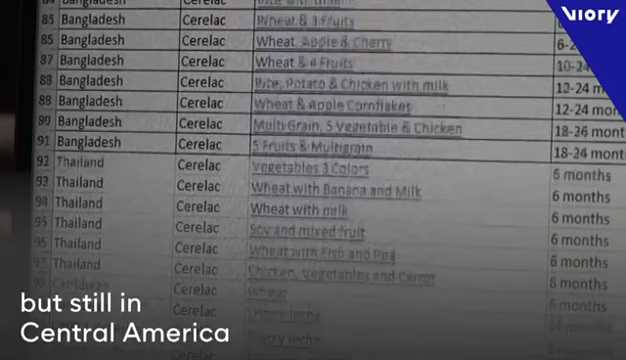 VIORY
85 Bangladesh Cerelac Wheat & 3 Fruits
Bangladesh Cerelac Wheat, Apple & Cherry
87 Bangladesh Cerelac Wheat & 4 Fruits
88 Bangladesh Cerelac Rice, Potato & Chicken with milk 12-24 m
Bangladesh Cerelac Wheat & Apple Cornflakes 12-24 mon
90 Bangladesh Cerelac Multi Grain, 5 Vegetable & Chicken 18-36 mont
91 Bangladesh Cerelac 5 Fruits & Multigrain 18-24 mont
92 Thailand Cerelac Vegetables 3 Colors 6 months
93 Thailand Cerelac Wheat with Banana and Milk 6 months
94 Thailand Cerelac Wheat with milk 6 months
95 Thailand Cerelac Soy and mixed fruit 6 months
Thailand Cerelac Wheat with Fish and Pea 6 months
Thailand Cerelac Chicken, Vegetables and Carrot 6 months
Cerelac 6 months
Cerelac
but still in
Central America